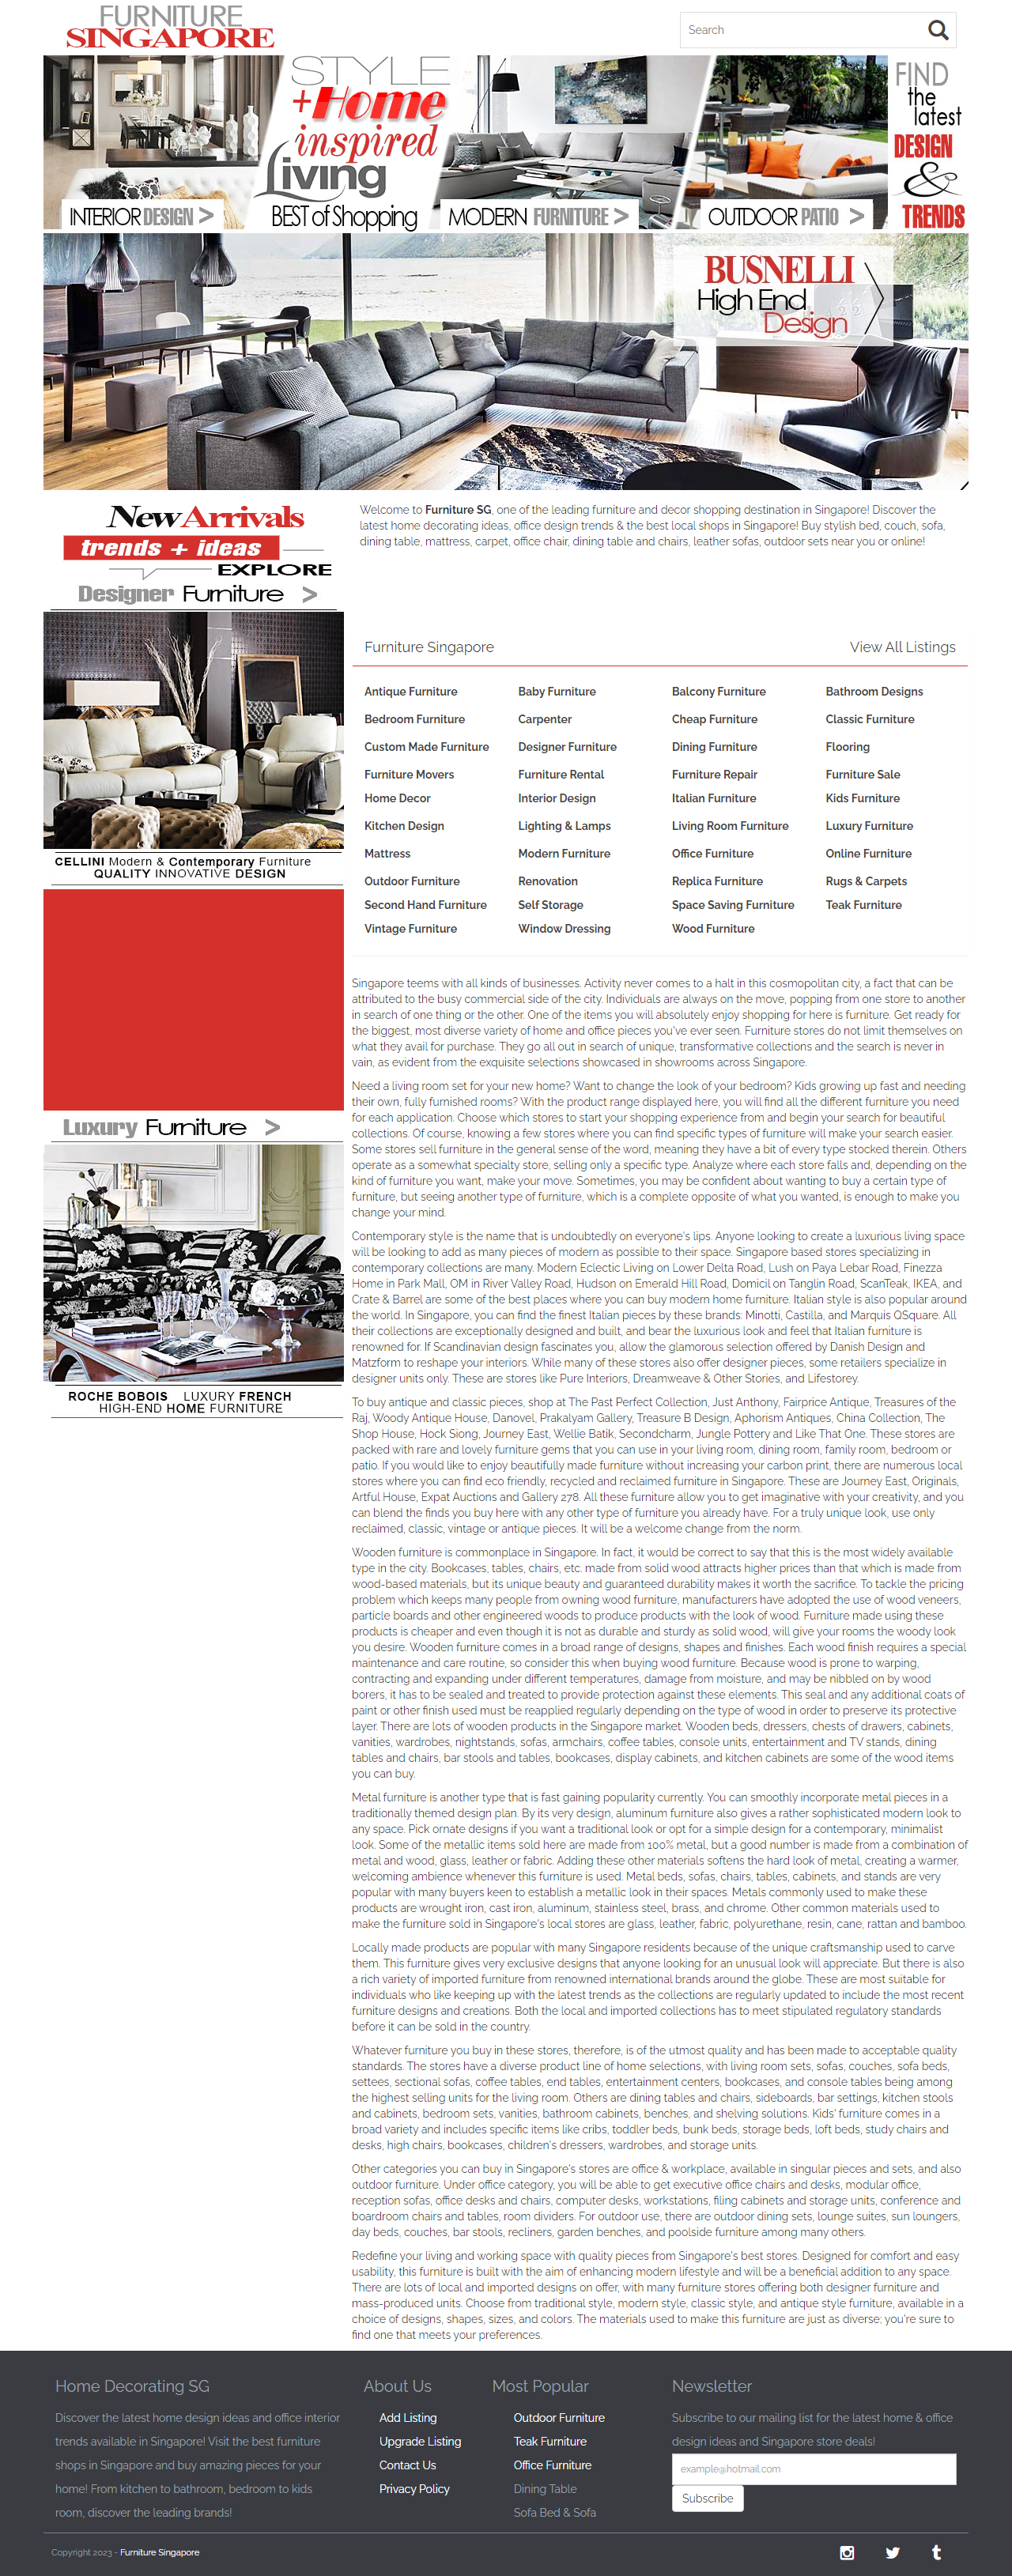 FURNITURE
SINGAPORE
Search
STYLE
+Home
inspired
Living
INTERIOR DESIGN >
BEST of Shopping
MODERN FURNITURE >
OUTDOOR PATIO >
FIND
the
latest
DESIGN
&
TRENDS
BUSNELLI
High End
Design
New Arrivals
trends + ideas
EXPLORE
Designer Furniture >
CELLINI Modern & Contemporary Furniture
QUALITY INNOVATIVE DESIGN
Luxury Furniture >
ROCHE BOBOIS LUXURY FRENCH
HIGH-END HOME FURNITURE
Welcome to Furniture SG, one of the leading furniture and decor shopping destination in Singapore! Discover the
latest home decorating ideas, office design trends & the best local shops in Singapore! Buy stylish bed, couch, sofa,
dining table, mattress, carpet, office chair, dining table and chairs, leather sofas, outdoor sets near you or online!
Furniture Singapore View All Listings
Antique Furniture Baby Furniture Balcony Furniture Bathroom Designs
Bedroom Furniture Carpenter Cheap Furniture Classic Furniture
Custom Made Furniture Designer Furniture Dining Furniture Flooring
Furniture Movers Furniture Rental Furniture Repair Furniture Sale
Home Decor Interior Design Italian Furniture Kids Furniture
Kitchen Design Lighting & Lamps Living Room Furniture Luxury Furniture
Mattress Modern Furniture Office Furniture Online Furniture
Outdoor Furniture Renovation Replica Furniture Rugs & Carpets
Second Hand Furniture Self Storage Space Saving Furniture Teak Furniture
Vintage Furniture Window Dressing Wood Furniture
Singapore teems with all kinds of businesses. Activity never comes to a halt in this cosmopolitan city, a fact that can be
attributed to the busy commercial side of the city. Individuals are always on the move, popping from one store to another
in search of one thing or the other. One of the items you will absolutely enjoy shopping for here is furniture. Get ready for
the biggest, most diverse variety of home and office pieces you've ever seen. Furniture stores do not limit themselves on
what they avail for purchase. They go all out in search of unique, transformative collections and the search is never in
vain, as evident from the exquisite selections showcased in showrooms across Singapore.
Need a living room set for your new home? Want to change the look of your bedroom? Kids growing up fast and needing
their own, fully furnished rooms? With the product range displayed here, you will find all the different furniture you need
for each application. Choose which stores to start your shopping experience from and begin your search for beautiful
collections. Of course, knowing a few stores where you can find specific types of furniture will make your search easier.
Some stores sell furniture in the general sense of the word, meaning they have a bit of every type stocked therein. Others
operate as a somewhat specialty store, selling only a specific type. Analyze where each store falls and, depending on the
kind of furniture you want, make your move. Sometimes, you may be confident about wanting to buy a certain type of
furniture, but seeing another type of furniture, which is a complete opposite of what you wanted, is enough to make you
change your mind.
Contemporary style is the name that is undoubtedly on everyone's lips. Anyone looking to create a luxurious living space
will be looking to add as many pieces of modern as possible to their space. Singapore based stores specializing in
contemporary collections are many. Modern Eclectic Living on Lower Delta Road, Lush on Paya Lebar Road, Finezza
Home in Park Mall, OM in River Valley Road, Hudson on Emerald Hill Road, Domicil on Tanglin Road, ScanTeak, IKEA, and
Crate & Barrel are some of the best places where you can buy modern home furniture. Italian style is also popular around
the world. In Singapore, you can find the finest Italian pieces by these brands: Minotti, Castilla, and Marquis QSquare. All
their collections are exceptionally designed and built, and bear the luxurious look and feel that Italian furniture is
renowned for. If Scandinavian design fascinates you, allow the glamorous selection offered by Danish Design and
Matzform to reshape your interiors. While many of these stores also offer designer pieces, some retailers specialize in
designer units only. These are stores like Pure Interiors, Dreamweave & Other Stories, and Lifestorey.
To buy antique and classic pieces, shop at The Past Perfect Collection, Just Anthony, Fairprice Antique, Treasures of the
Raj, Woody Antique House, Danovel, Prakalyam Gallery, Treasure B Design, Aphorism Antiques, China Collection, The
Shop House, Hock Siong, Journey East, Wellie Batik, Secondcharm, Jungle Pottery and Like That One. These stores are
packed with rare and lovely furniture gems that you can use in your living room, dining room, family room, bedroom or
patio. If you would like to enjoy beautifully made furniture without increasing your carbon print, there are numerous local
stores where you can find eco friendly, recycled and reclaimed furniture in Singapore. These are Journey East, Originals,
Artful House, Expat Auctions and Gallery 278. All these furniture allow you to get imaginative with your creativity, and you
can blend the finds you buy here with any other type of furniture you already have. For a truly unique look, use only
reclaimed, classic, vintage or antique pieces. It will be a welcome change from the norm.
Wooden furniture is commonplace in Singapore. In fact, it would be correct to say that this is the most widely available
type in the city. Bookcases, tables, chairs, etc. made from solid wood attracts higher prices than that which is made from
wood-based materials, but its unique beauty and guaranteed durability makes it worth the sacrifice. To tackle the pricing
problem which keeps many people from owning wood furniture, manufacturers have adopted the use of wood veneers,
particle boards and other engineered woods to produce products with the look of wood. Furniture made using these
products is cheaper and even though it is not as durable and sturdy as solid wood, will give your rooms the woody look
you desire. Wooden furniture comes in a broad range of designs, shapes and finishes. Each wood finish requires a special
maintenance and care routine, so consider this when buying wood furniture. Because wood is prone to warping,
contracting and expanding under different temperatures, damage from moisture, and may be nibbled on by wood
borers, it has to be sealed and treated to provide protection against these elements. This seal and any additional coats of
paint or other finish used must be reapplied regularly depending on the type of wood in order to preserve its protective
layer. There are lots of wooden products in the Singapore market. Wooden beds, dressers, chests of drawers, cabinets,
vanities, wardrobes, nightstands, sofas, armchairs, coffee tables, console units, entertainment and TV stands, dining
tables and chairs, bar stools and tables, bookcases, display cabinets, and kitchen cabinets are some of the wood items
you can buy.
Metal furniture is another type that is fast gaining popularity currently. You can smoothly incorporate metal pieces in a
traditionally themed design plan. By its very design, aluminum furniture also gives a rather sophisticated modern look to
any space. Pick ornate designs if you want a traditional look or opt for a simple design for a contemporary, minimalist
look. Some of the metallic items sold here are made from 100% metal, but a good number is made from a combination of
metal and wood, glass, leather or fabric. Adding these other materials softens the hard look of metal, creating a warmer,
welcoming ambience whenever this furniture is used. Metal beds, sofas, chairs, tables, cabinets, and stands are very
popular with many buyers keen to establish a metallic look in their spaces. Metals commonly used to make these
products are wrought iron, cast iron, aluminum, stainless steel, brass, and chrome. Other common materials used to
make the furniture sold in Singapore's local stores are glass, leather, fabric, polyurethane, resin, cane, rattan and bamboo.
Locally made products are popular with many Singapore residents because of the unique craftsmanship used to carve
them. This furniture gives very exclusive designs that anyone looking for an unusual look will appreciate. But there is also
a rich variety of imported furniture from renowned international brands around the globe. These are most suitable for
individuals who like keeping up with the latest trends as the collections are regularly updated to include the most recent
furniture designs and creations. Both the local and imported collections has to meet stipulated regulatory standards
before it can be sold in the country.
Whatever furniture you buy in these stores, therefore, is of the utmost quality and has been made to acceptable quality
standards. The stores have a diverse product line of home selections, with living room sets, sofas, couches, sofa beds,
settees, sectional sofas, coffee tables, end tables, entertainment centers, bookcases, and console tables being among
the highest selling units for the living room. Others are dining tables and chairs, sideboards, bar settings, kitchen stools
and cabinets, bedroom sets, vanities, bathroom cabinets, benches, and shelving solutions. Kids' furniture comes in a
broad variety and includes specific items like cribs, toddler beds, bunk beds, storage beds, loft beds, study chairs and
desks, high chairs, bookcases, children's dressers, wardrobes, and storage units.
Other categories you can buy in Singapore's stores are office & workplace, available in singular pieces and sets, and also
outdoor furniture. Under office category, you will be able to get executive office chairs and desks, modular office,
reception sofas, office desks and chairs, computer desks, workstations, filing cabinets and storage units, conference and
boardroom chairs and tables, room dividers. For outdoor use, there are outdoor dining sets, lounge suites, sun loungers,
day beds, couches, bar stools, recliners, garden benches, and poolside furniture among many others.
Redefine your living and working space with quality pieces from Singapore's best stores. Designed for comfort and easy
usability, this furniture is built with the aim of enhancing modern lifestyle and will be a beneficial addition to any space.
There are lots of local and imported designs on offer, with many furniture stores offering both designer furniture and
mass-produced units. Choose from traditional style, modern style, classic style, and antique style furniture, available in a
choice of designs, shapes, sizes, and colors. The materials used to make this furniture are just as diverse; you're sure to
find one that meets your preferences.
Home Decorating SG
Discover the latest home design ideas and office interior
trends available in Singapore! Visit the best furniture
shops in Singapore and buy amazing pieces for your
home! From kitchen to bathroom, bedroom to kids
room, discover the leading brands!
About Us
Add Listing
Upgrade Listing
Contact Us
Privacy Policy
Most Popular
Outdoor Furniture
Teak Furniture
Office Furniture
Dining Table
Sofa Bed & Sofa
Newsletter
Subscribe to our mailing list for the latest home & office
design ideas and Singapore store deals!
example@hotmail.com
Subscribe
Copyright 2023 - Furniture Singapore